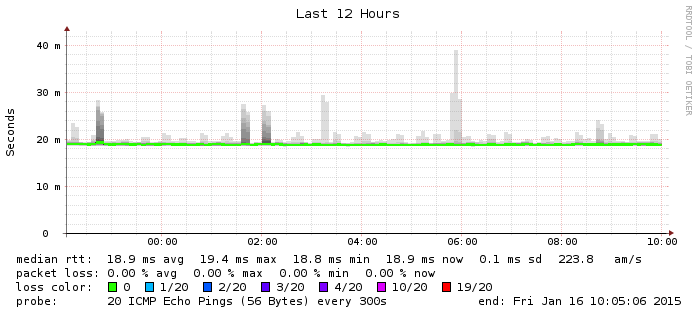 Last 12 Hours
RRDTOOL / TOBI OETIKER
Seconds
40 m
30 m
20 m
10 m
0
00:00 02:00 04:00 06:00 08:00 10:00
median rtt: 18.9 ms avg 19.4 ms max 18.8 ms min 18.9 ms now 0.1 ms sd 223.8 am/s
packet loss: 0.00 % avg 0.00 % max 0.00 % min 0.00 % now
loss color: 0 1/20 2/20 3/20 4/20 10/20 19/20
probe: 20 ICMP Echo Pings (56 Bytes) every 300s end: Fri Jan 16 10:05:06 2015